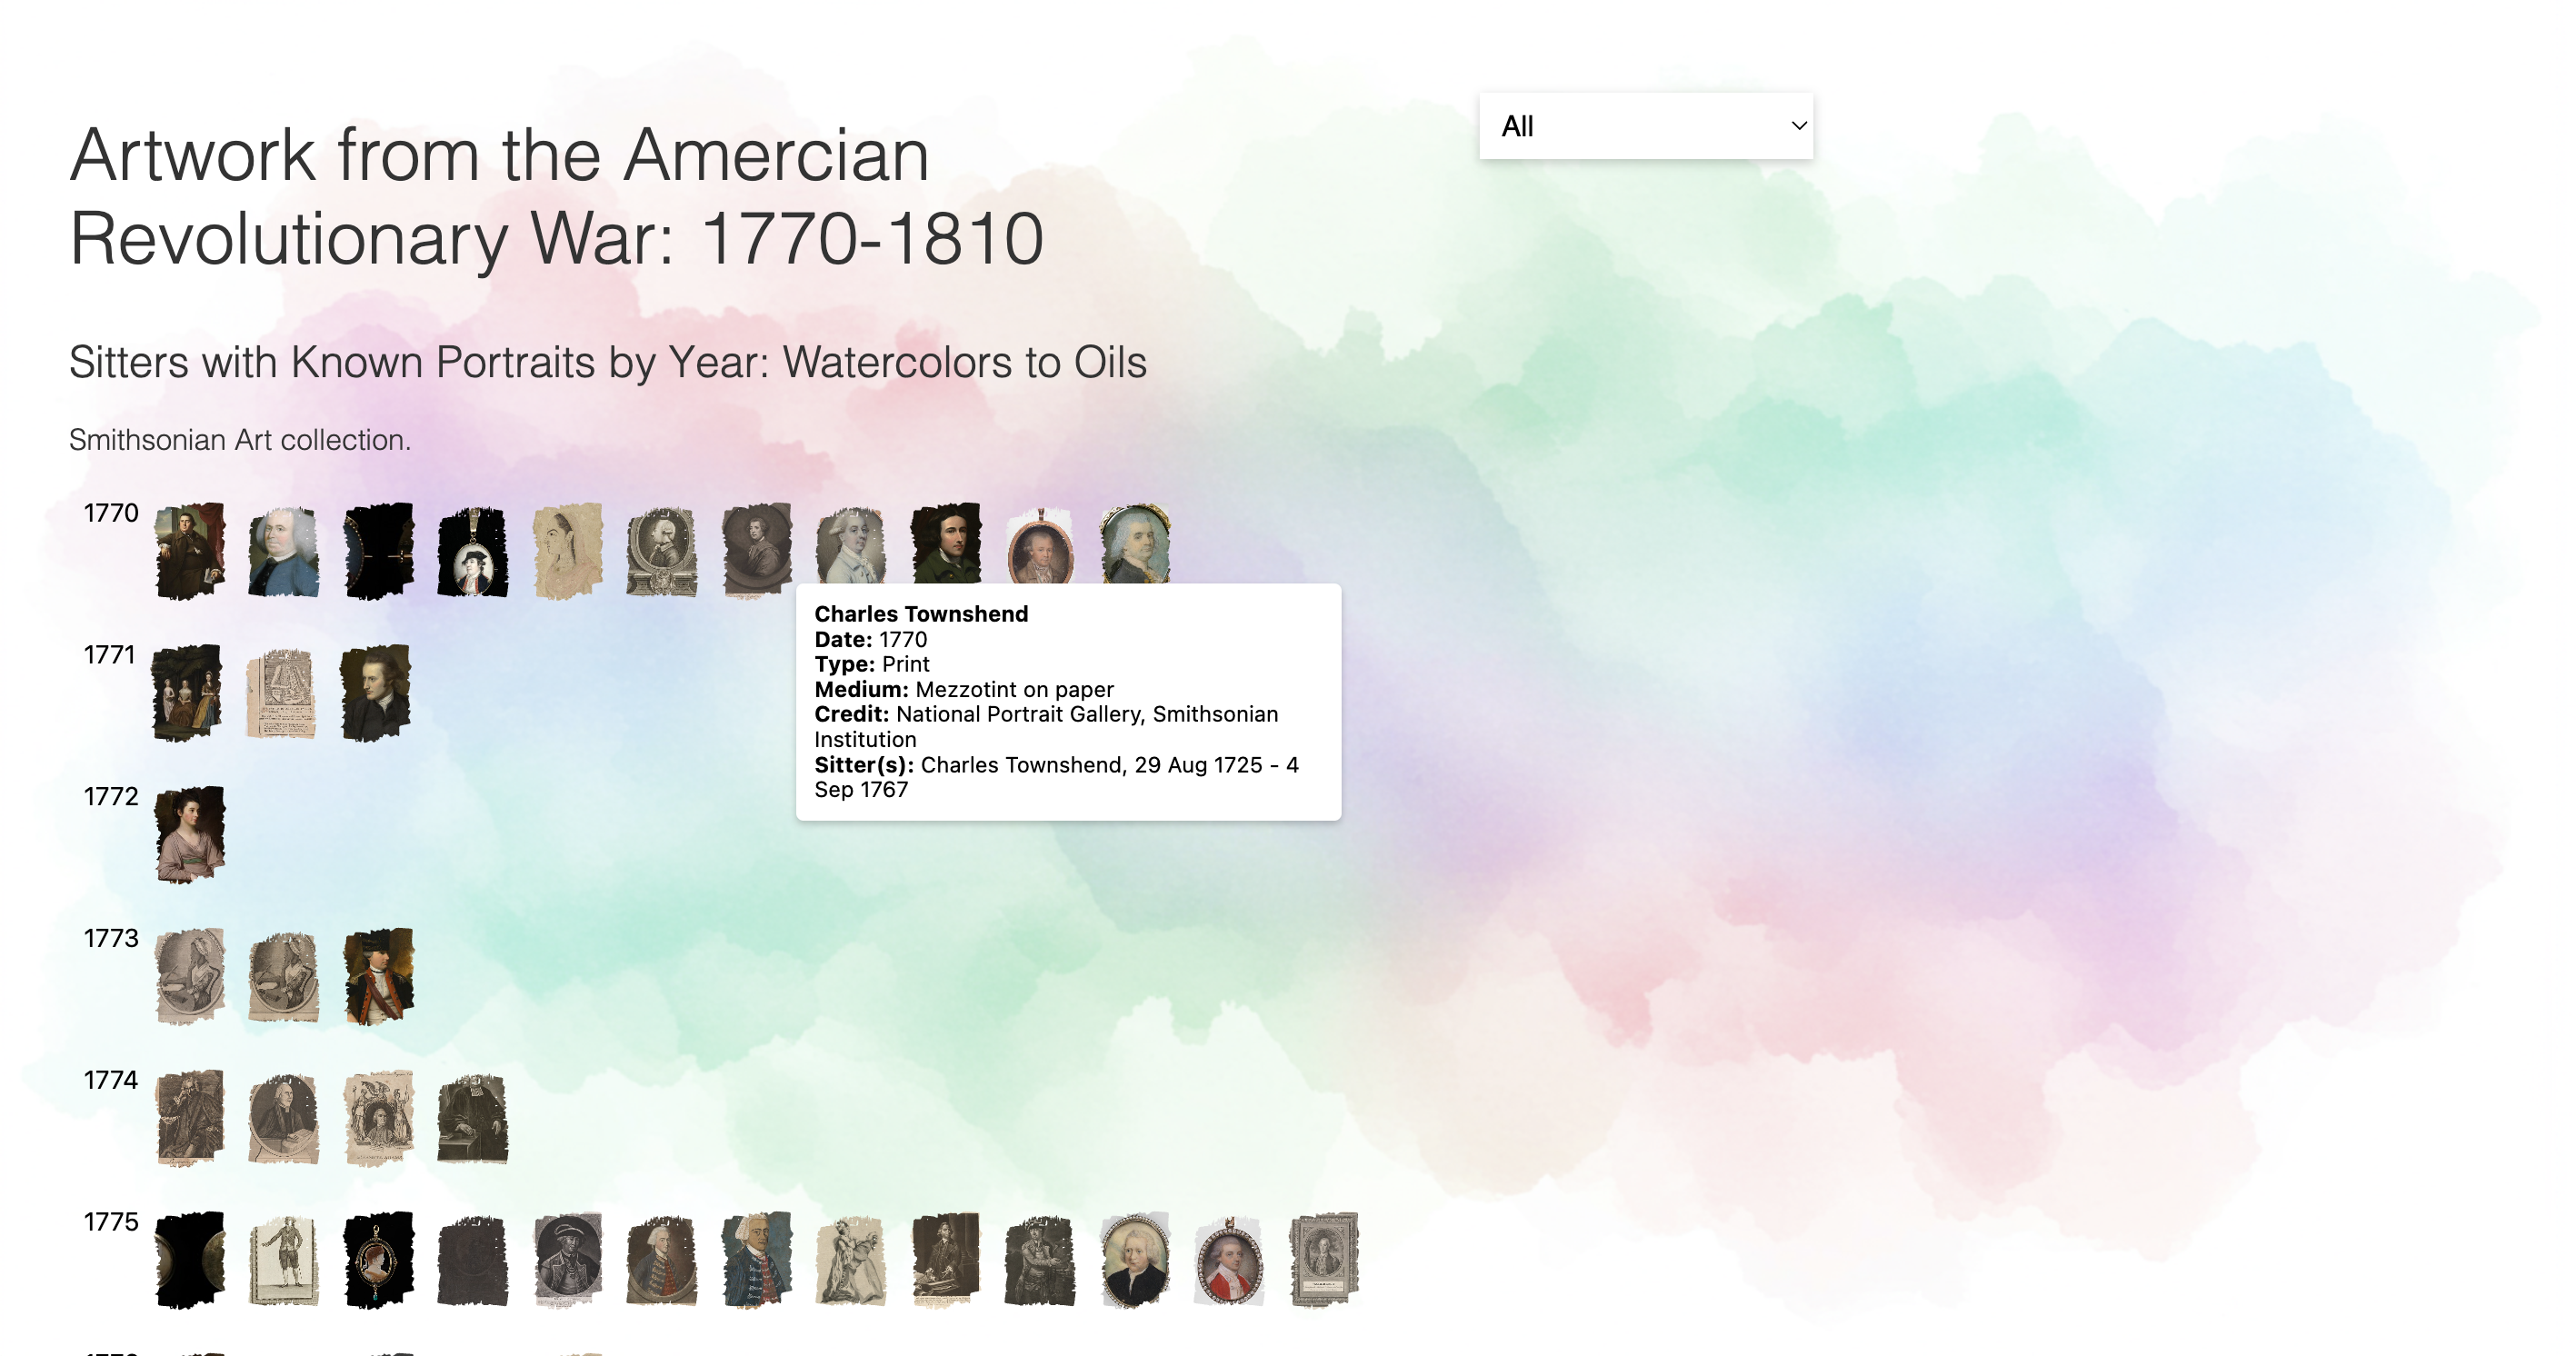 All
Artwork from the Amercian
Revolutionary War: 1770-1810
Sitters with Known Portraits by Year: Watercolors to Oils
Smithsonian Art collection.
1770
Charles Townshend
Date: 1770
Type: Print
Medium: Mezzotint on paper
Credit: National Portrait Gallery, Smithsonian
Institution
Sitter(s): Charles Townshend, 29 Aug 1725 - 4
Sep 1767
1771
1772
1773
1774
1775